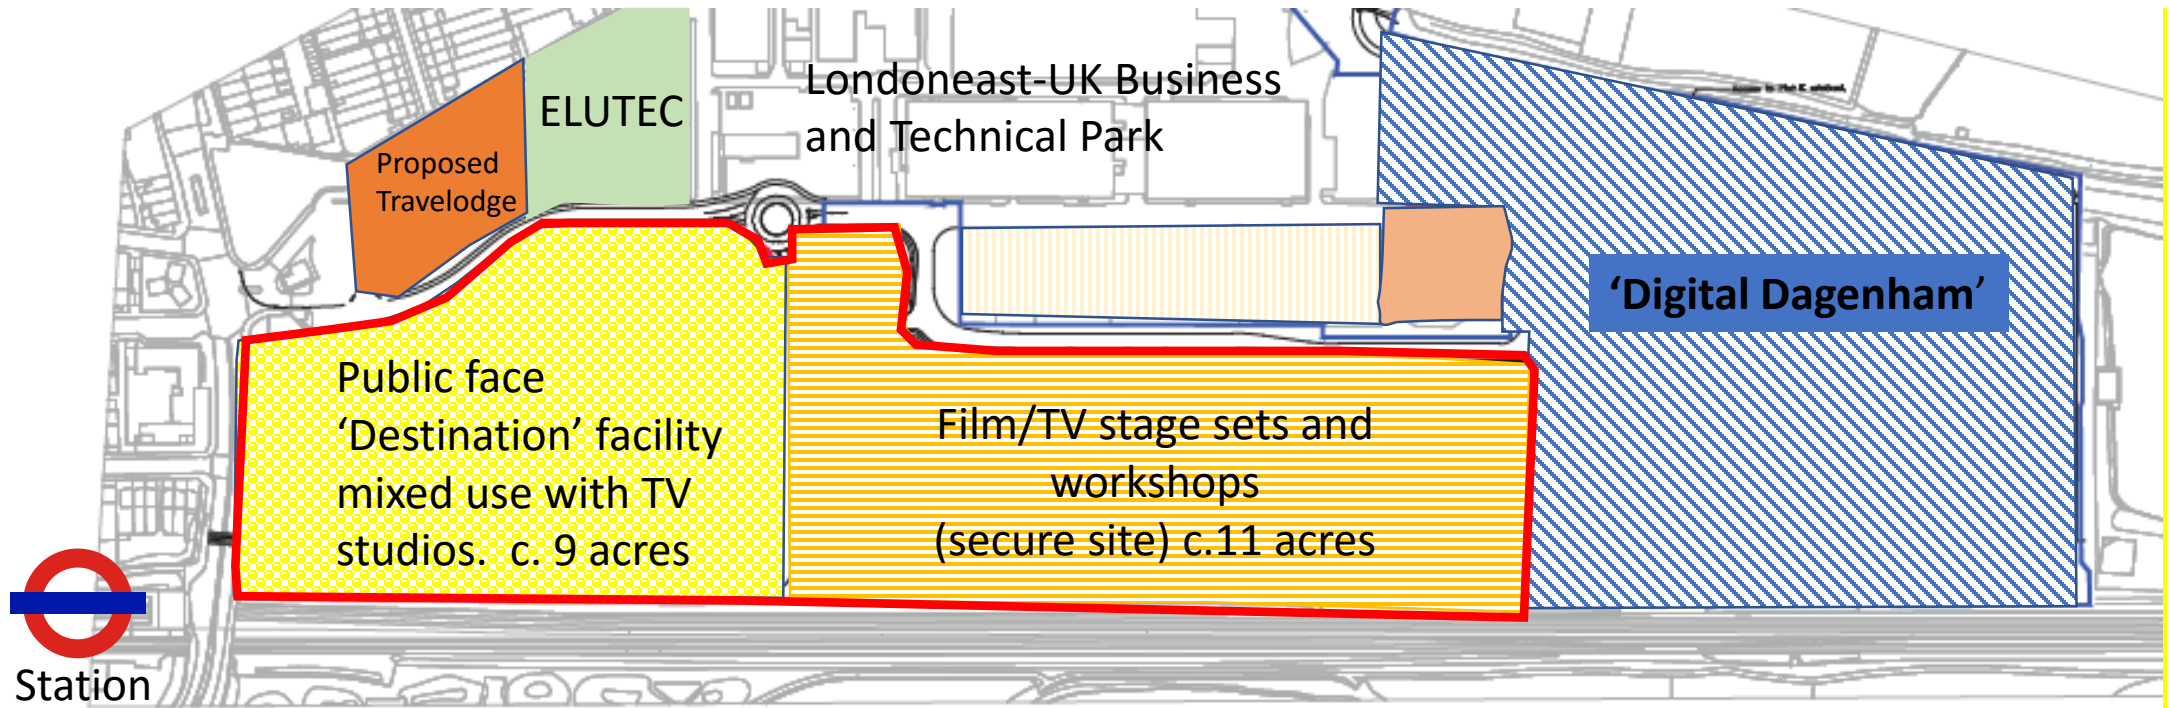 Londoneast-UK Business
and Technical Park
ELUTEC
Proposed
Travelodge
‘Digital Dagenham’
Public face
‘Destination’ facility
mixed use with TV
studios.  c. 9 acres
Film/TV stage sets and
workshops
(secure site) c.11 acres
Station